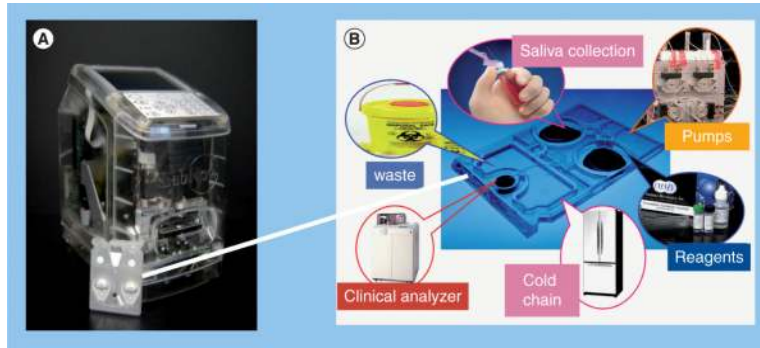 A
B
Saliva collection
Pumps
waste
Reagents
Clinical analyzer
Cold
chain